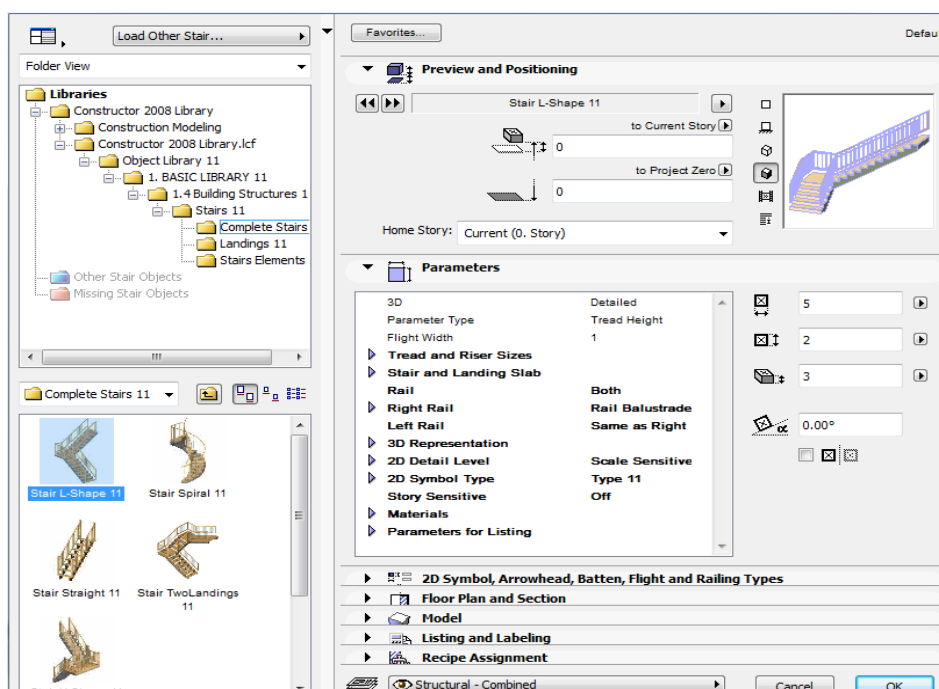 Load Other Stair...
Folder View
Libraries
Constructor 2008 Library
Construction Modeling
Constructor 2008 Library.lcf
Object Library 11
1. BASIC LIBRARY 11
1.4 Building Structures 1
Stairs 11
Complete Stairs
Landings 11
Stairs Elements
Other Stair Objects
Missing Stair Objects
Complete Stairs 11
Stair L-Shape 11
Stair Spiral 11
Stair Straight 11
Stair TwoLandings
11
Favorites...
Defau
Preview and Positioning
Stair L-Shape 11
to Current Story
0
to Project Zero
0
Home Story: Current (0. Story)
Parameters
3D Detailed
Parameter Type Tread Height
Flight Width 1
Tread and Riser Sizes
Stair and Landing Slab
Rail Both
Right Rail Rail Balustrade
Left Rail Same as Right
3D Representation
2D Detail Level Scale Sensitive
2D Symbol Type Type 11
Story Sensitive Off
Materials
Parameters for Listing
5
2
3
α 0.00°
2D Symbol, Arrowhead, Batten, Flight and Railing Types
Floor Plan and Section
Model
Listing and Labeling
Recipe Assignment
Structural - Combined
Cancel
OK